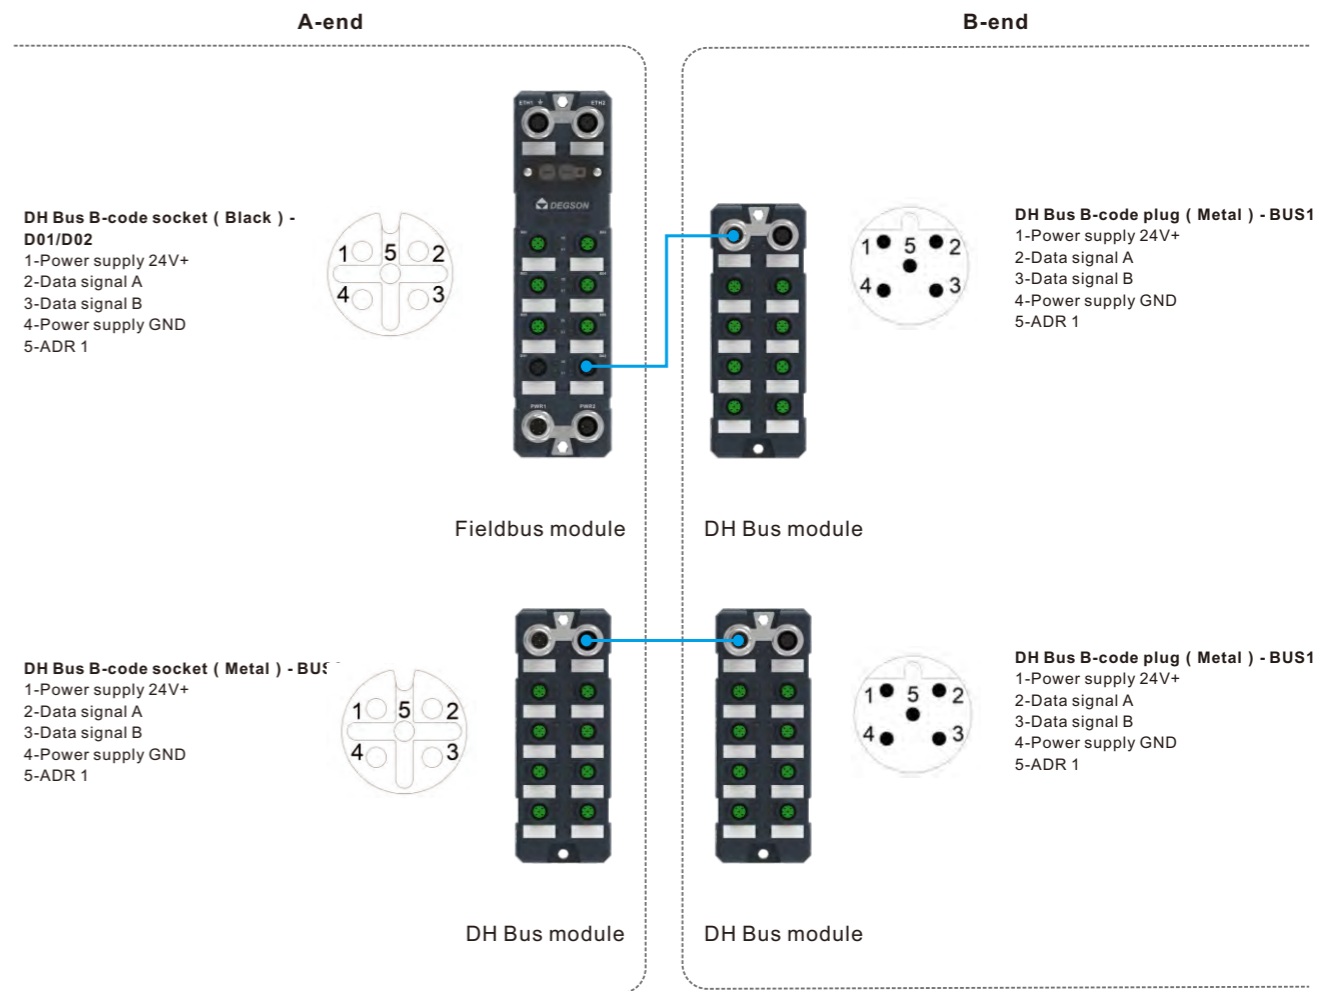 A-end
B-end
ETH1
ETH2
DEGSON
PWR1
PWR2
DH Bus B-code socket ( Black ) -
D01/D02
1-Power supply 24V+
2-Data signal A
3-Data signal B
4-Power supply GND
5-ADR 1
1 5 2
4 3
DH Bus B-code plug ( Metal ) - BUS1
1-Power supply 24V+
2-Data signal A
3-Data signal B
4-Power supply GND
5-ADR 1
1 5 2
4 3
Fieldbus module
DH Bus module
DH Bus B-code socket ( Metal ) - BUS
1-Power supply 24V+
2-Data signal A
3-Data signal B
4-Power supply GND
5-ADR 1
1 5 2
4 3
DH Bus B-code plug ( Metal ) - BUS1
1-Power supply 24V+
2-Data signal A
3-Data signal B
4-Power supply GND
5-ADR 1
1 5 2
4 3
DH Bus module
DH Bus module